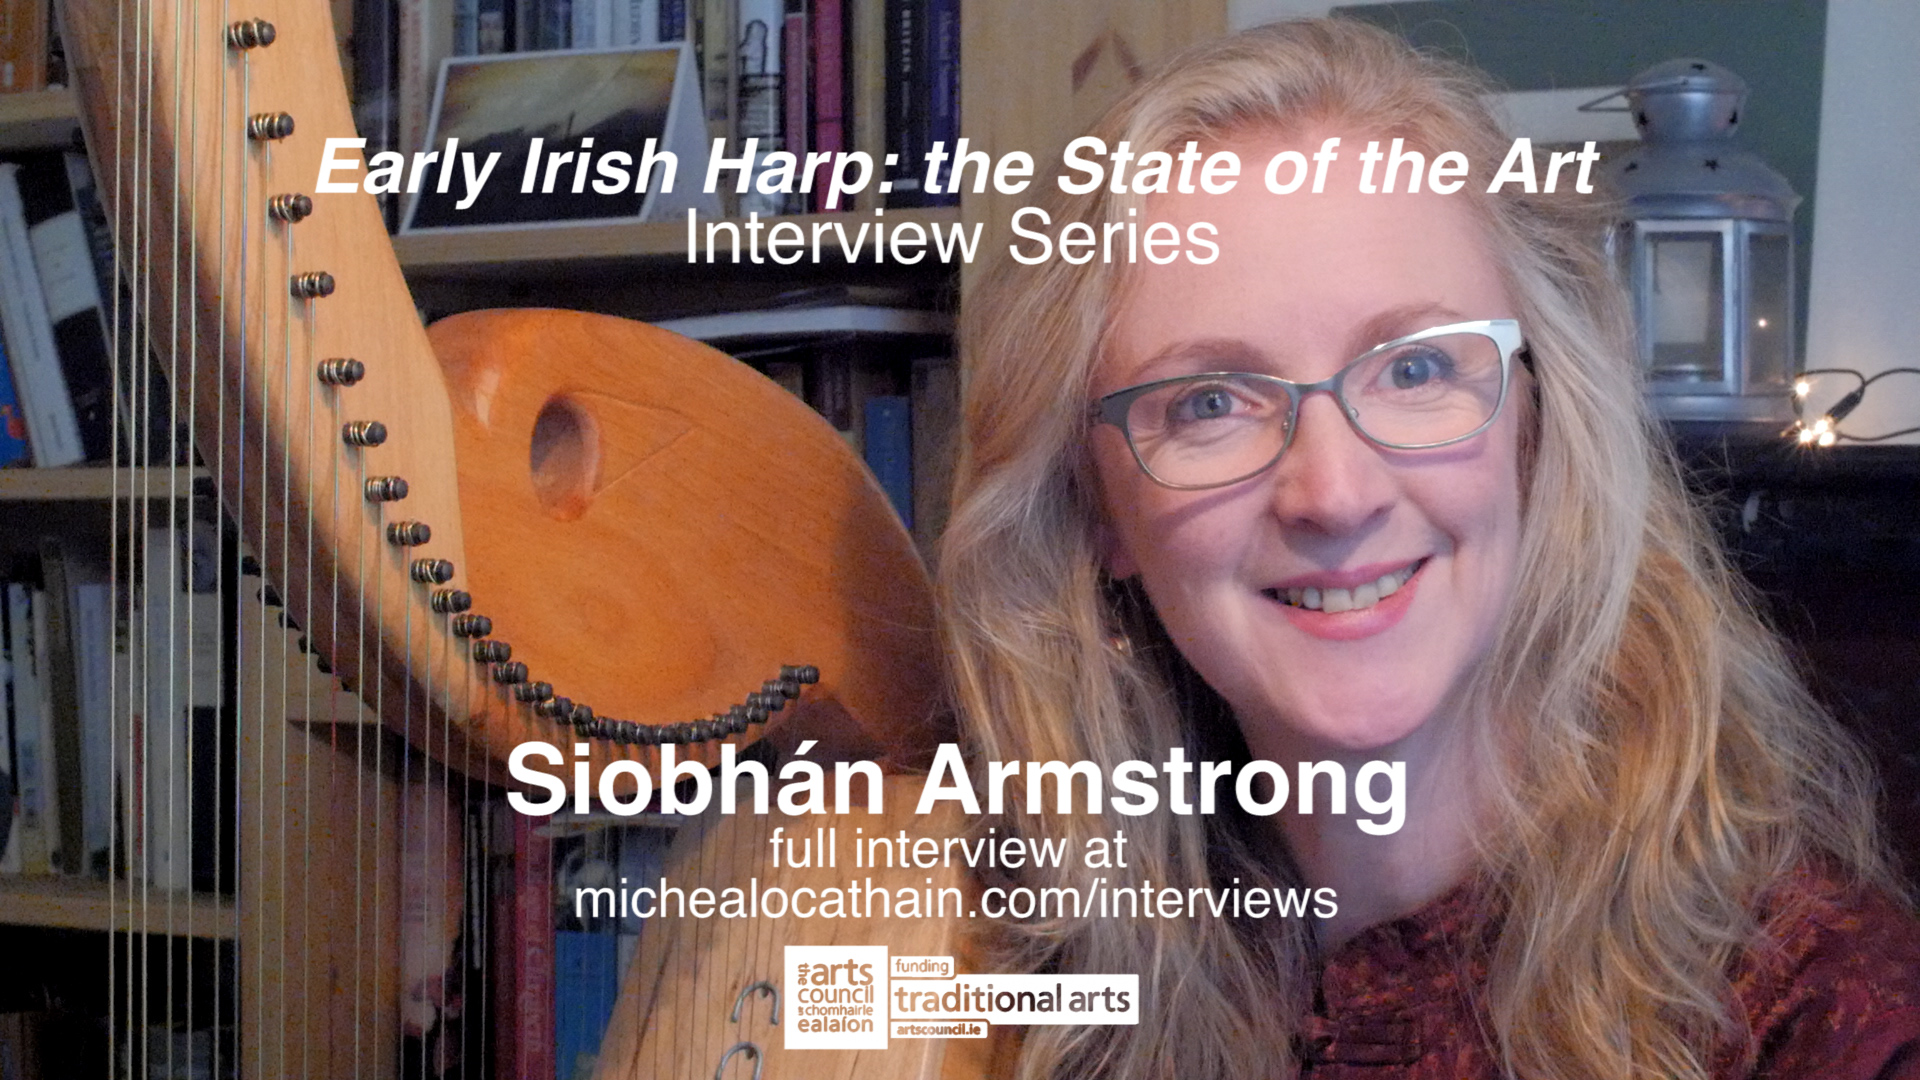 Early Irish Harp: the State of the Art
Interview Series
Siobhán Armstrong
full interview at
michealocathain.com/interviews
the arts
council
chomhairle
ealaíon
funding
traditional arts
artscouncil.ie